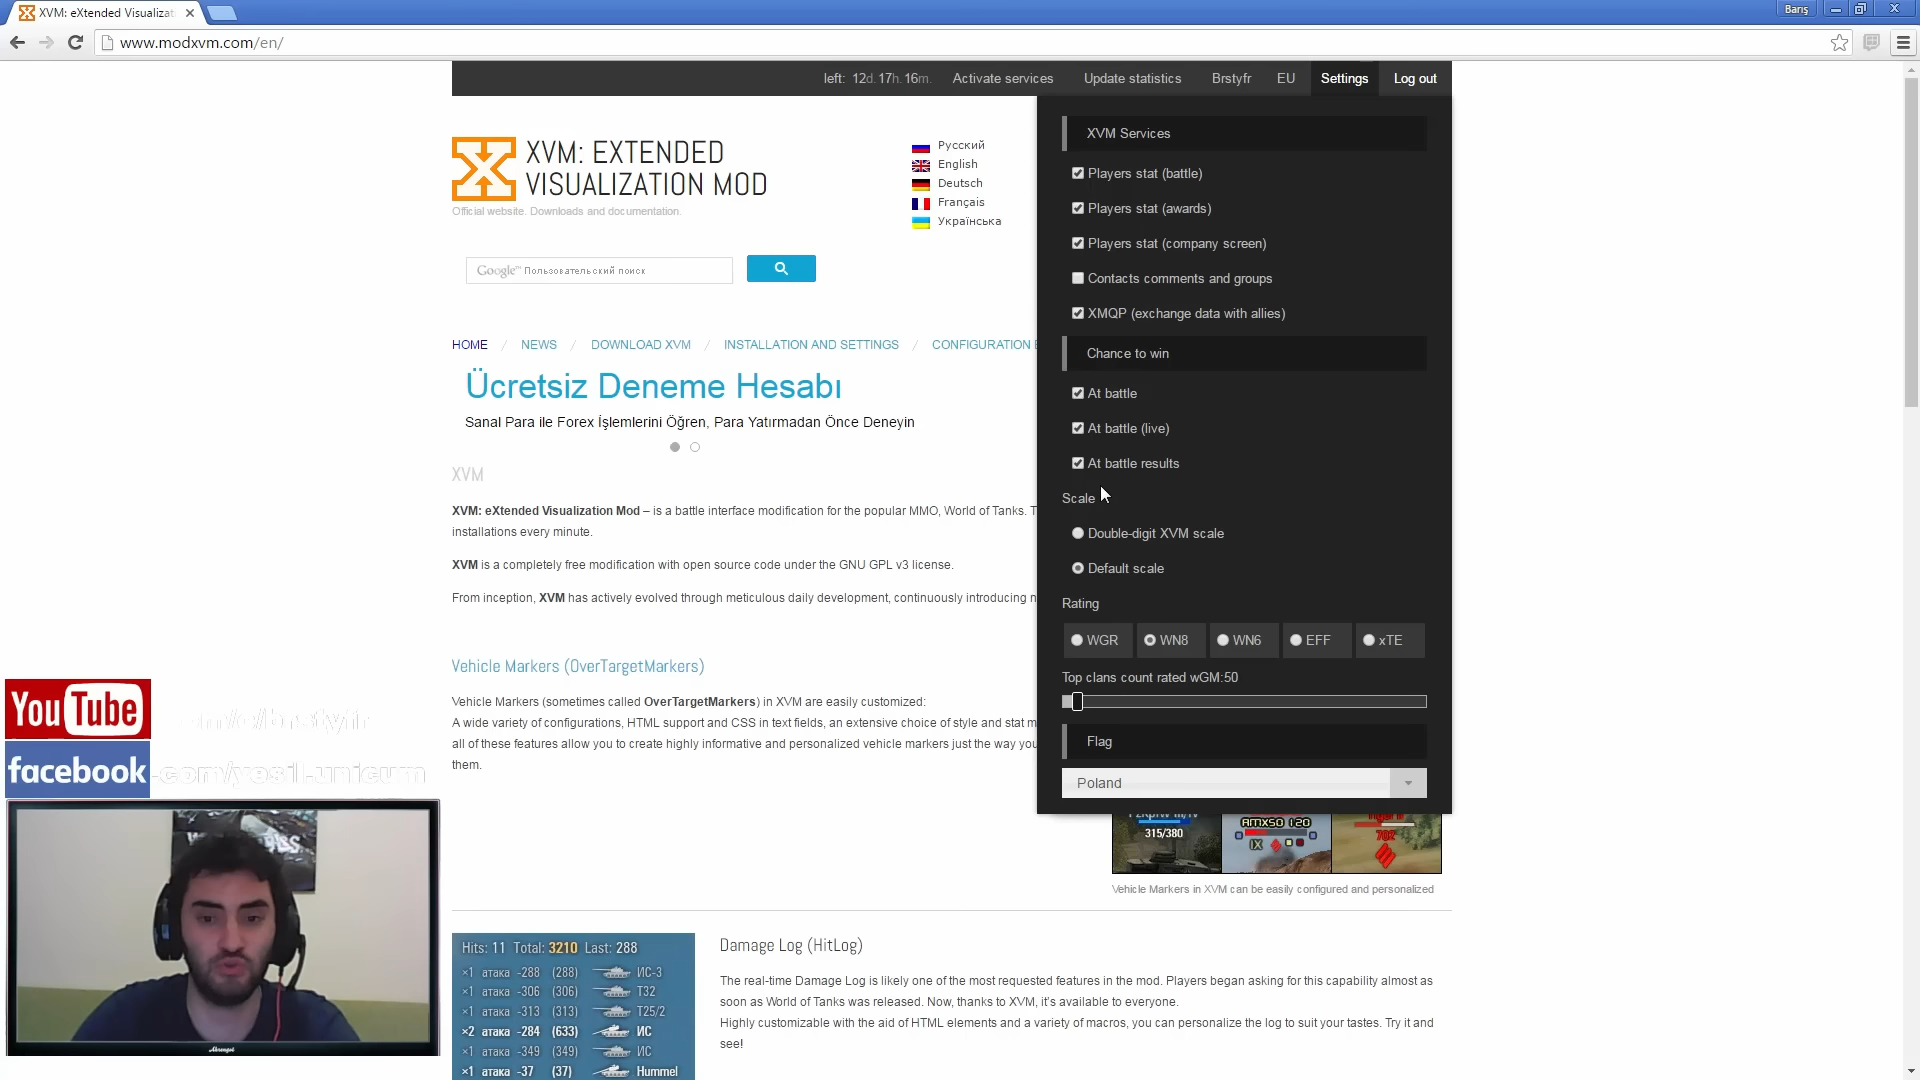 XVM: eXtended Visualizat
Barış
www.modxvm.com/en/
left: 12d. 17h. 16m.
Activate services
Update statistics
Brstyfr
EU
Settings
Log out
XVM: EXTENDED
VISUALIZATION MOD
Official website. Downloads and documentation.
Русский
English
Deutsch
Français
Українська
Google™ Пользовательский поиск
HOME / NEWS / DOWNLOAD XVM / INSTALLATION AND SETTINGS / CONFIGURATION
Ücretsiz Deneme Hesabı
Sanal Para ile Forex İşlemlerini Öğren, Para Yatırmadan Önce Deneyin
XVM
XVM: eXtended Visualization Mod – is a battle interface modification for the popular MMO, World of Tanks. T
installations every minute.
XVM is a completely free modification with open source code under the GNU GPL v3 license.
From inception, XVM has actively evolved through meticulous daily development, continuously introducing n
Vehicle Markers (OverTargetMarkers)
Vehicle Markers (sometimes called OverTargetMarkers) in XVM are easily customized:
A wide variety of configurations, HTML support and CSS in text fields, an extensive choice of style and stat m
all of these features allow you to create highly informative and personalized vehicle markers just the way you
them.
XVM Services
Players stat (battle)
Players stat (awards)
Players stat (company screen)
Contacts comments and groups
XMQP (exchange data with allies)
Chance to win
At battle
At battle (live)
At battle results
Scale
Double-digit XVM scale
Default scale
Rating
WGR
WN8
WN6
EFF
xTE
Top clans count rated wGM:50
Flag
Poland
315/380
AMX50 120
IX
702
Vehicle Markers in XVM can be easily configured and personalized
YouTube
facebook
.com/yesil-unicum
Hits: 11 Total: 3210 Last: 288
×1 атака -288 (288) ИС-3
×1 атака -306 (306) T32
×1 атака -313 (313) T25/2
×2 атака -284 (633) ИС
×1 атака -349 (349) ИС
×1 атака -37 (37) Hummel
Damage Log (HitLog)
The real-time Damage Log is likely one of the most requested features in the mod. Players began asking for this capability almost as
soon as World of Tanks was released. Now, thanks to XVM, it's available to everyone.
Highly customizable with the aid of HTML elements and a variety of macros, you can personalize the log to suit your tastes. Try it and
see!